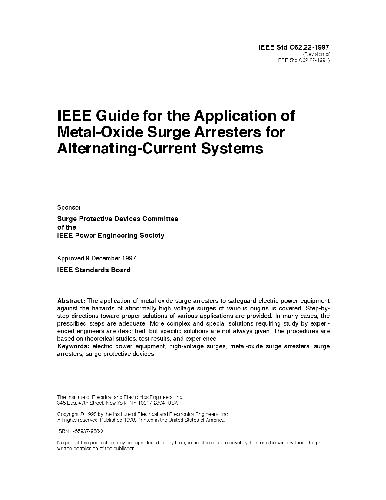 IEEE Std C62.22-1997
(Revision of
IEEE Std C62.22-1991)
IEEE Guide for the Application of
Metal-Oxide Surge Arresters for
Alternating-Current Systems
Sponsor
Surge Protective Devices Committee
of the
IEEE Power Engineering Society
Approved 9 December 1997
IEEE Standards Board
Abstract: The application of metal-oxide surge arresters to safeguard electric power equipment
against the hazards of abnormally high voltage surges of various origins is covered. Step-by-
step directions toward proper solutions of various applications are provided. In many cases, the
prescribed steps are adequate. More complex and special solutions requiring study by experi-
enced engineers are described, but specific solutions are not always given. The procedures are
based on theoretical studies, test results, and experience.
Keywords: electric power equipment, high-voltage surges, metal-oxide surge arresters, surge
arresters, surge protective devices
The Institute of Electrical and Electronics Engineers, Inc.
345 East 47th Street, New York, NY 10017-2394, USA
Copyright © 1998 by the Institute of Electrical and Electronics Engineers, Inc.
All rights reserved. Published 1998. Printed in the United States of America.
ISBN
No part of this publication may be reproduced in any form, in an electronic retrieval system or otherwise, without the prior
written permission of the publisher.